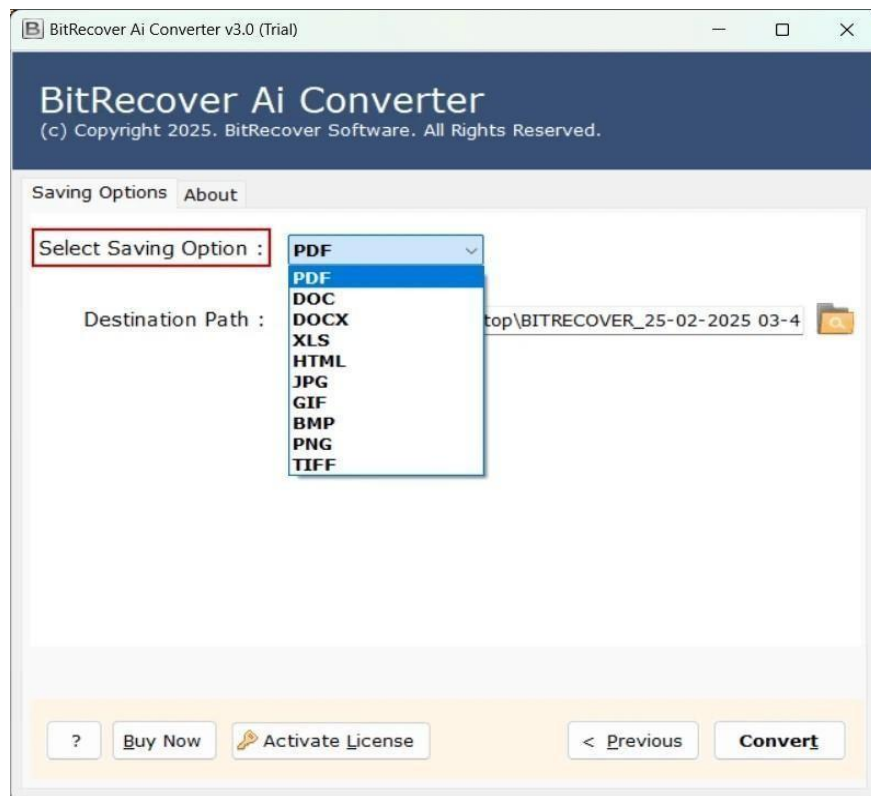 BitRecover Ai Converter v3.0 (Trial)
BitRecover Ai Converter
(c) Copyright 2025. BitRecover Software. All Rights Reserved.
Saving Options About
Select Saving Option : PDF
PDF
DOC
Destination Path : DOCX top\BITRECOVER_25-02-2025 03-4
XLS
HTML
JPG
GIF
BMP
PNG
TIFF
? Buy Now Activate License < Previous Convert